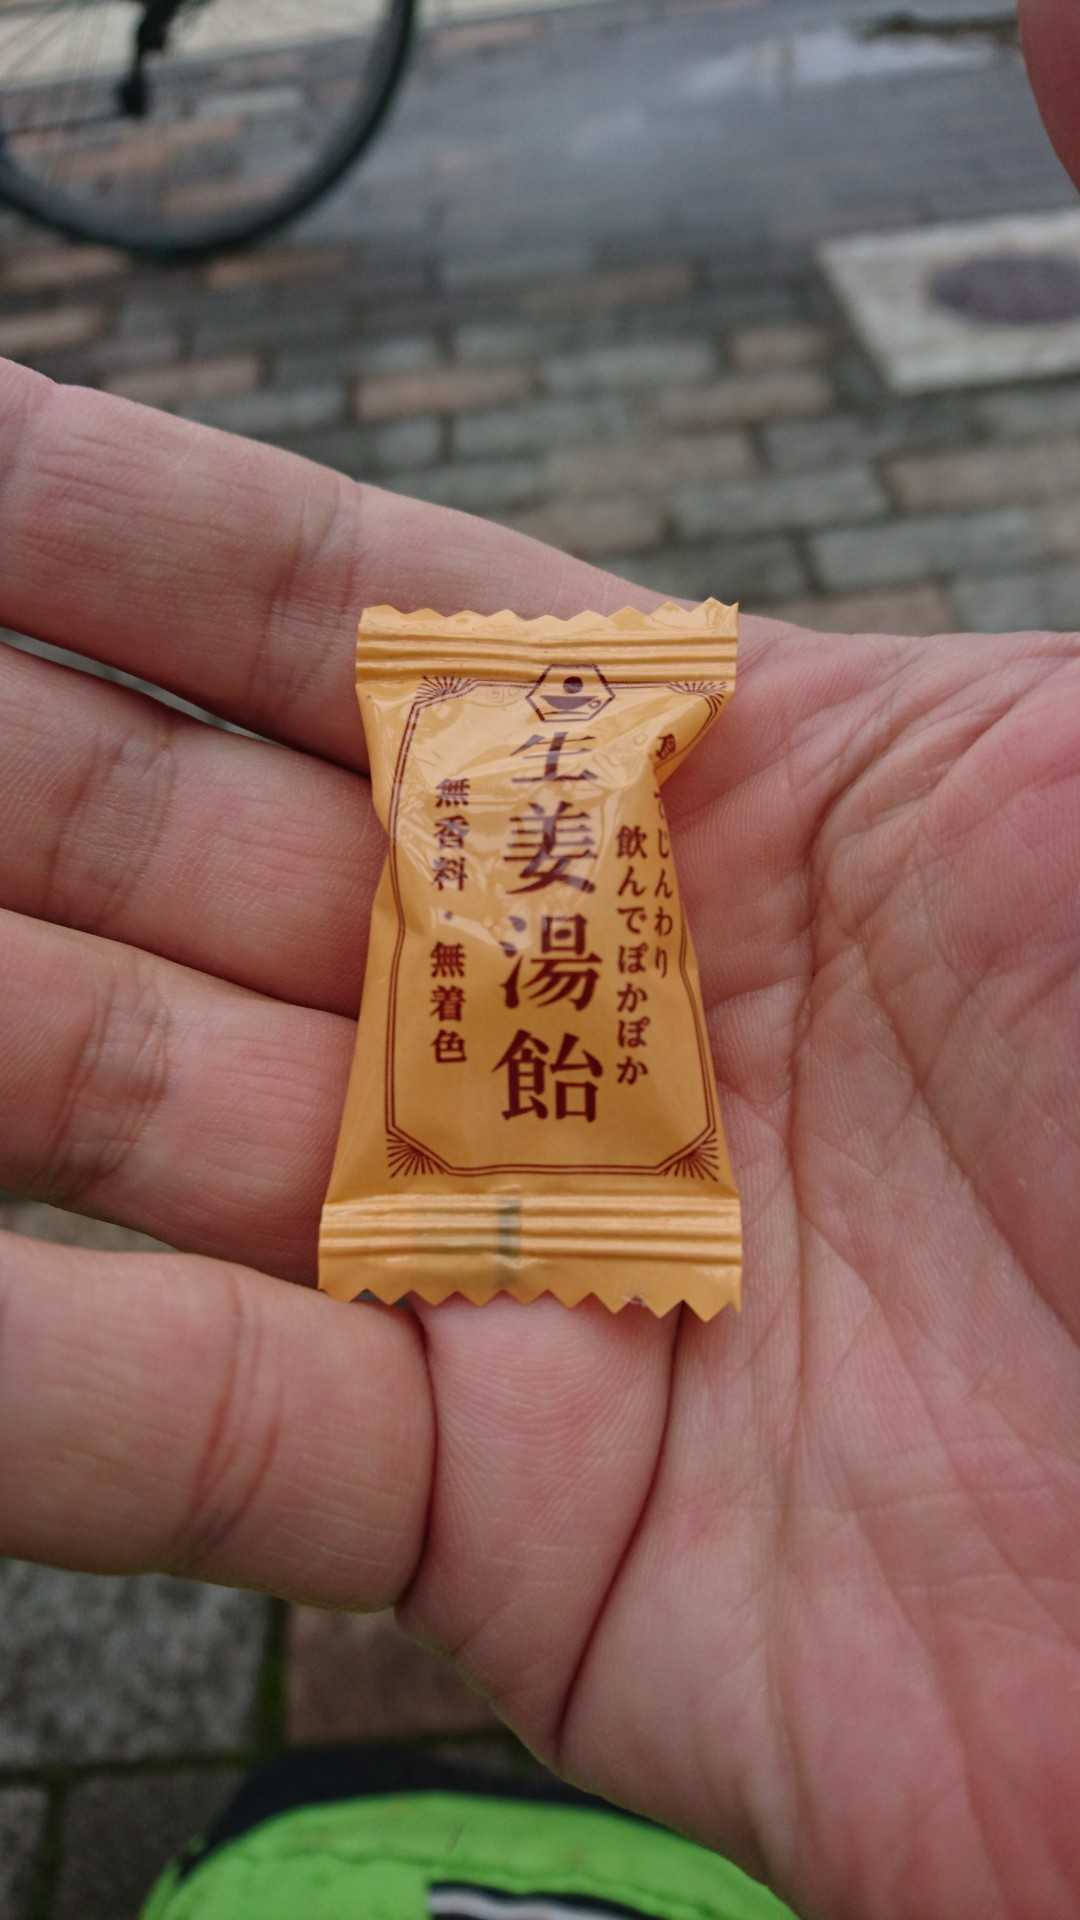 てじんわり
飲んでぽかぽか
生姜湯飴
無香料・無着色